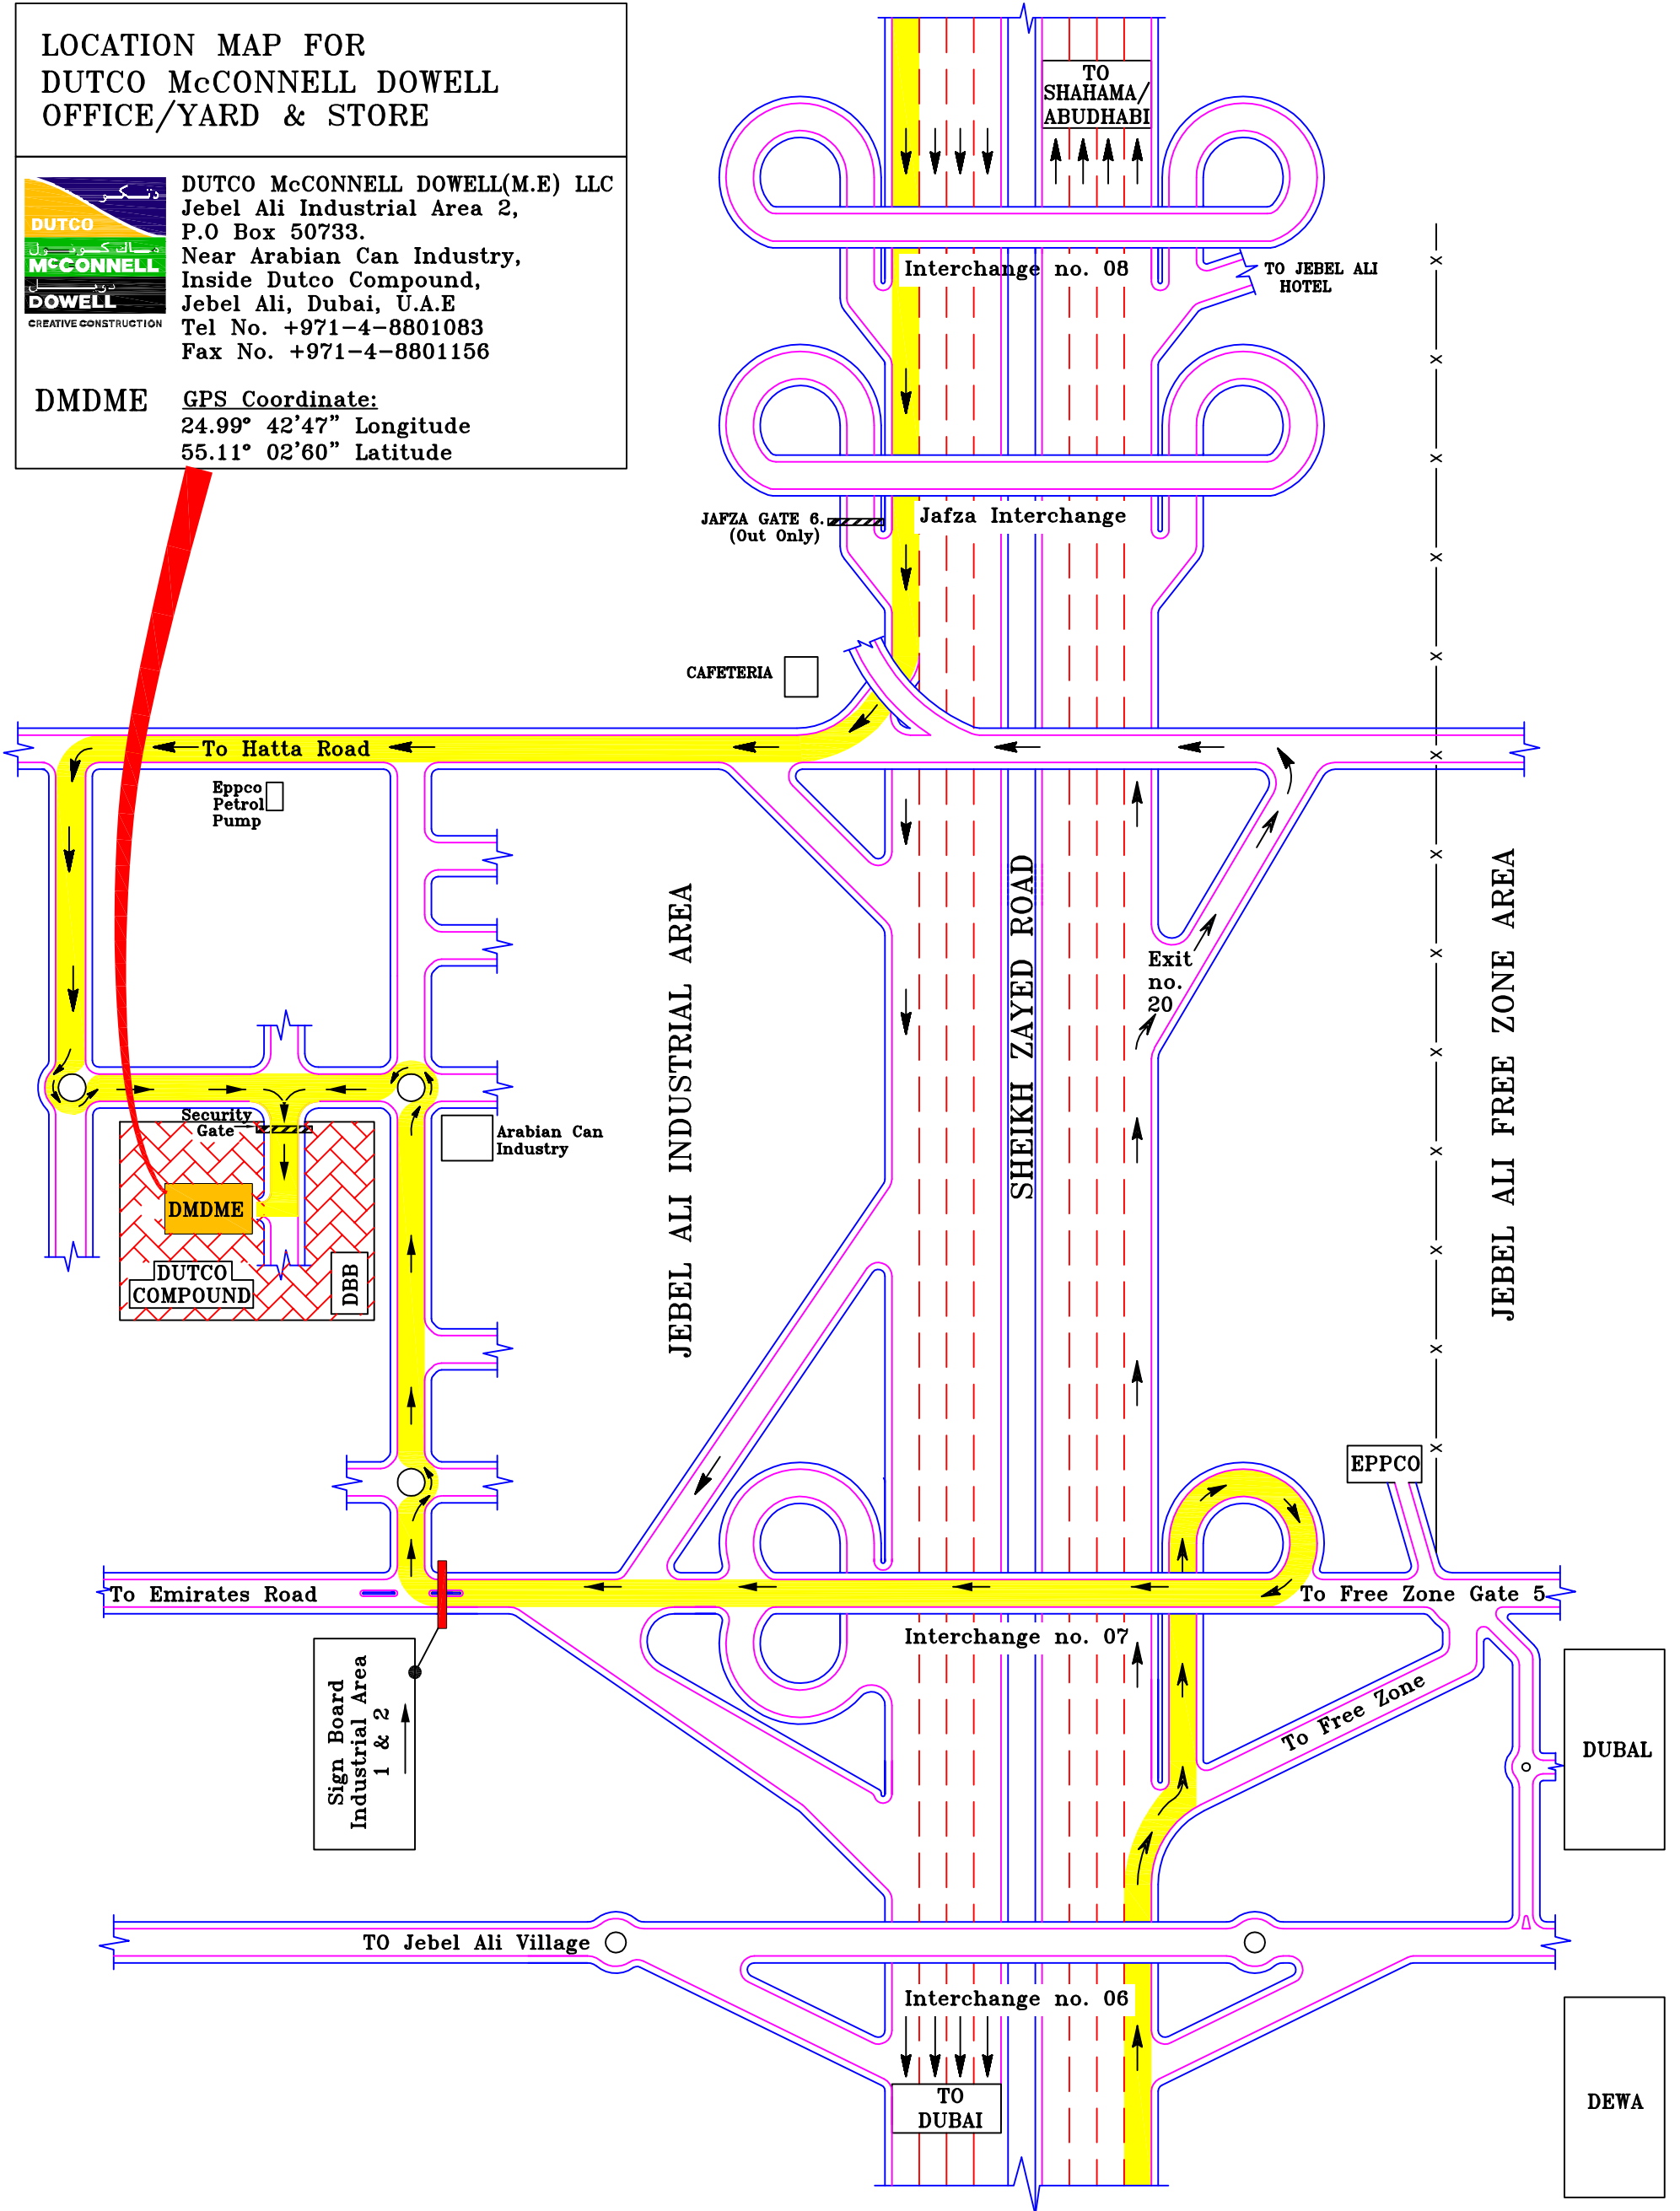 LOCATION MAP FOR
DUTCO McCONNELL DOWELL
OFFICE/YARD & STORE
دتكو
DUTCO
ماك كونول
McCONNELL
دويل
DOWELL
CREATIVE CONSTRUCTION
DUTCO McCONNELL DOWELL(M.E) LLC
Jebel Ali Industrial Area 2,
P.O Box 50733.
Near Arabian Can Industry,
Inside Dutco Compound,
Jebel Ali, Dubai, U.A.E
Tel No. +971-4-8801083
Fax No. +971-4-8801156
DMDME
GPS Coordinate:
24.99° 42'47" Longitude
55.11° 02'60" Latitude
TO
SHAHAMA/
ABUDHABI
Interchange no. 08
TO JEBEL ALI
HOTEL
JAFZA GATE 6.
(Out Only)
Jafza Interchange
CAFETERIA
To Hatta Road
Eppco
Petrol
Pump
JEBEL ALI INDUSTRIAL AREA
SHEIKH ZAYED ROAD
JEBEL ALI FREE ZONE AREA
Exit
no.
20
Security
Gate
Arabian Can
Industry
DMDME
DUTCO
COMPOUND
DBB
EPPCO
To Emirates Road
To Free Zone Gate 5
Interchange no. 07
Sign Board
Industrial Area
1 & 2
To Free Zone
DUBAL
TO Jebel Ali Village
Interchange no. 06
TO
DUBAI
DEWA